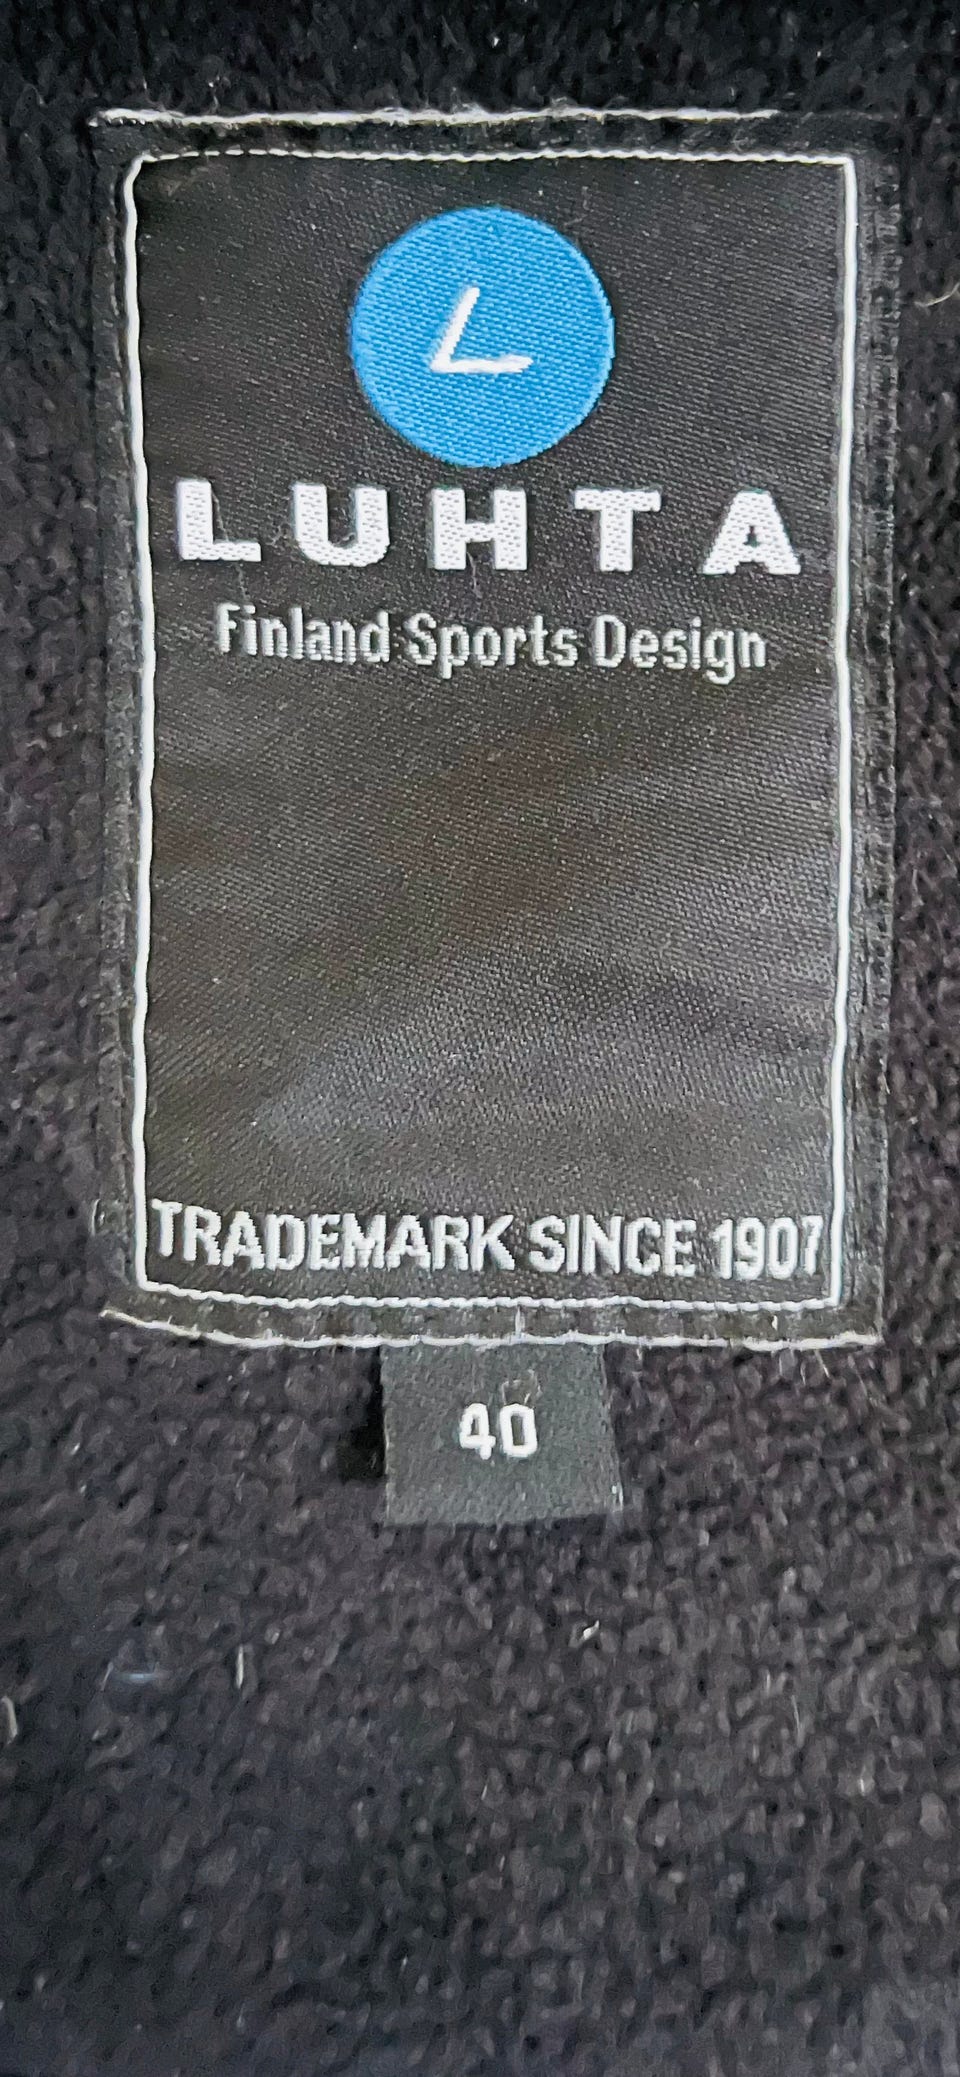 L
LUHTA
Finland Sports Design
TRADEMARK SINCE 1907
40